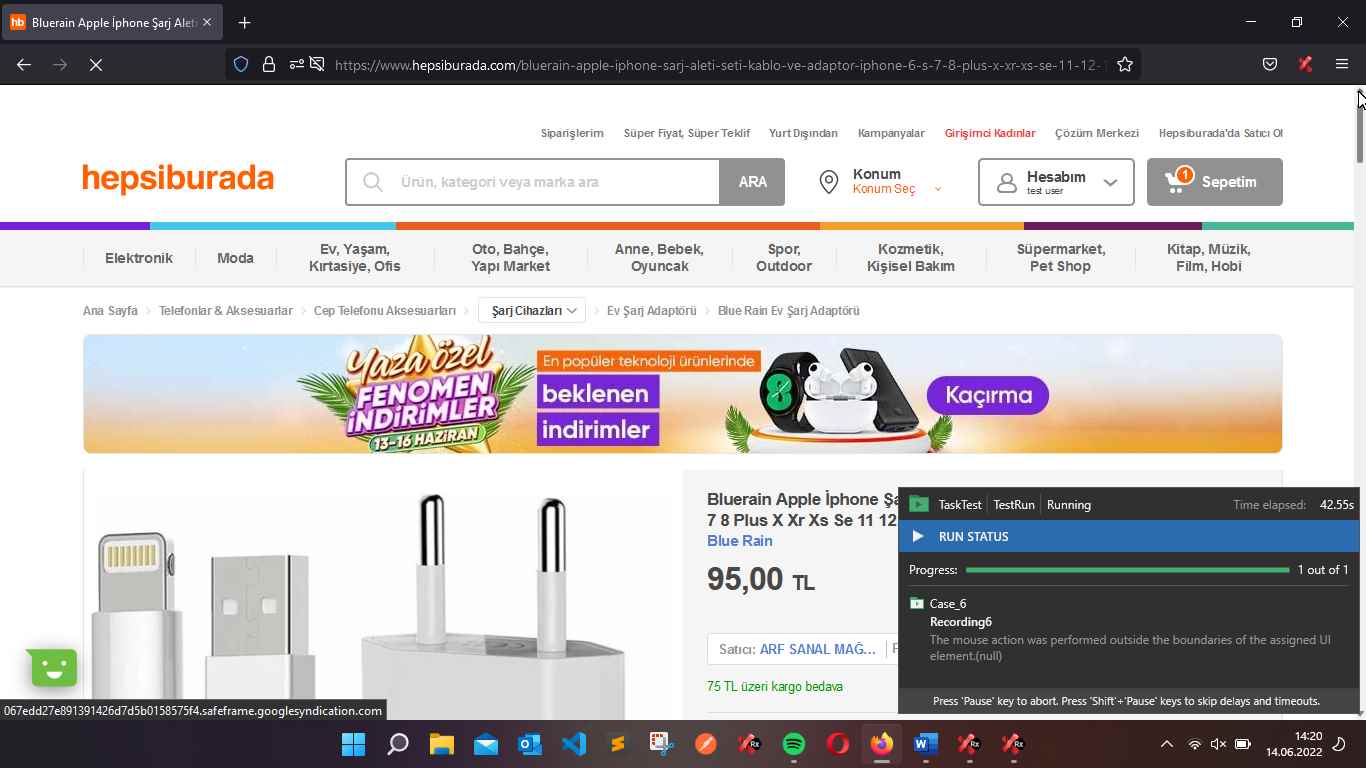 hb Bluerain Apple İphone Şarj Aleti
https://www.hepsiburada.com/bluerain-apple-iphone-sarj-aleti-seti-kablo-ve-adaptor-iphone-6-s-7-8-plus-x-xr-xs-se-11-12-1
Siparişlerim Süper Fiyat, Süper Teklif Yurt Dışından Kampanyalar Girişimci Kadınlar Çözüm Merkezi Hepsiburada'da Satıcı Ol
hepsiburada
Ürün, kategori veya marka ara
ARA
Konum
Konum Seç
Hesabım
test user
1
Sepetim
Elektronik
Moda
Ev, Yaşam,
Kırtasiye, Ofis
Oto, Bahçe,
Yapı Market
Anne, Bebek,
Oyuncak
Spor,
Outdoor
Kozmetik,
Kişisel Bakım
Süpermarket,
Pet Shop
Kitap, Müzik,
Film, Hobi
Ana Sayfa Telefonlar & Aksesuarlar Cep Telefonu Aksesuarları Şarj Cihazları Ev Şarj Adaptörü Blue Rain Ev Şarj Adaptörü
Yaza özel
FENOMEN
İNDİRİMLER
13-16 HAZİRAN
En popüler teknoloji ürünlerinde
beklenen
indirimler
Kaçırma
Bluerain Apple İphone Şa
7 8 Plus X Xr Xs Se 11 12
Blue Rain
95,00 TL
Satıcı: ARF SANAL MAĞ...
75 TL üzeri kargo bedava
TaskTest TestRun Running Time elapsed: 42.55s
RUN STATUS
Progress: 1 out of 1
Case_6
Recording6
The mouse action was performed outside the boundaries of the assigned UI
element.(null)
Press 'Pause' key to abort. Press 'Shift'+'Pause' keys to skip delays and timeouts.
067edd27e891391426d7d5b0158575f4.safeframe.googlesyndication.com
Rx
Rx
Rx
14:20
14.06.2022